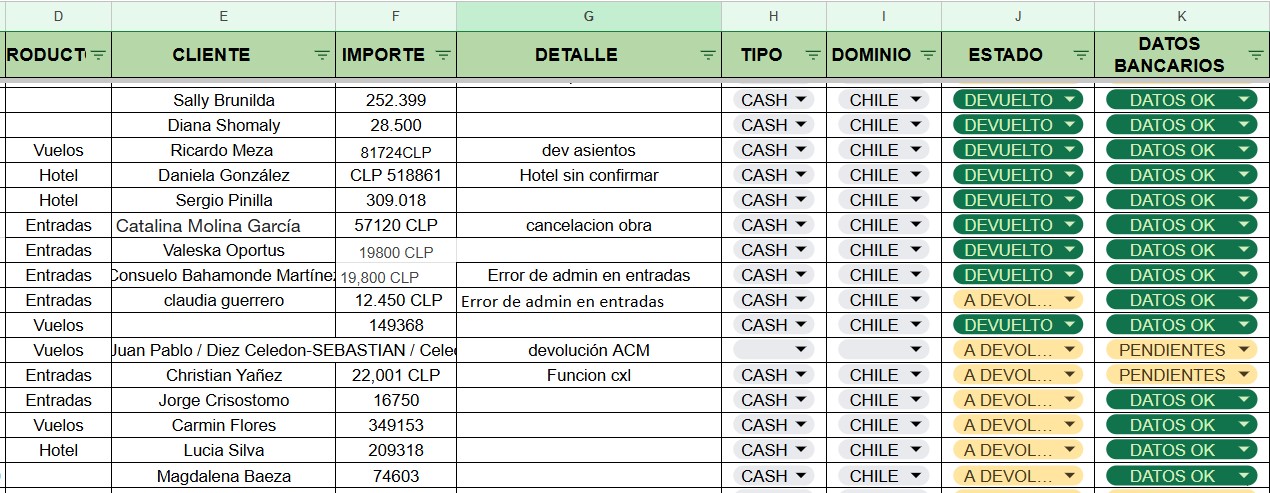 D E F G H I J K
RODUCT CLIENTE IMPORTE DETALLE TIPO DOMINIO ESTADO DATOS BANCARIOS
Sally Brunilda 252.399 CASH CHILE DEVUELTO DATOS OK
Diana Shomaly 28.500 CASH CHILE DEVUELTO DATOS OK
Vuelos Ricardo Meza 81724CLP dev asientos CASH CHILE DEVUELTO DATOS OK
Hotel Daniela González CLP 518861 Hotel sin confirmar CASH CHILE DEVUELTO DATOS OK
Hotel Sergio Pinilla 309.018 CASH CHILE DEVUELTO DATOS OK
Entradas Catalina Molina García 57120 CLP cancelacion obra CASH CHILE DEVUELTO DATOS OK
Entradas Valeska Oportus 19800 CLP CASH CHILE DEVUELTO DATOS OK
Entradas Consuelo Bahamonde Martínez 19,800 CLP Error de admin en entradas CASH CHILE DEVUELTO DATOS OK
Entradas claudia guerrero 12.450 CLP Error de admin en entradas CASH CHILE A DEVOL... DATOS OK
Vuelos 149368 CASH CHILE DEVUELTO DATOS OK
Vuelos Juan Pablo / Diez Celedon-SEBASTIAN / Cele devolución ACM A DEVOL... PENDIENTES
Entradas Christian Yañez 22,001 CLP Funcion cxl CASH CHILE A DEVOL... PENDIENTES
Entradas Jorge Crisostomo 16750 CASH CHILE A DEVOL... DATOS OK
Vuelos Carmin Flores 349153 CASH CHILE A DEVOL... DATOS OK
Hotel Lucia Silva 209318 CASH CHILE A DEVOL... DATOS OK
Magdalena Baeza 74603 CASH CHILE A DEVOL... DATOS OK